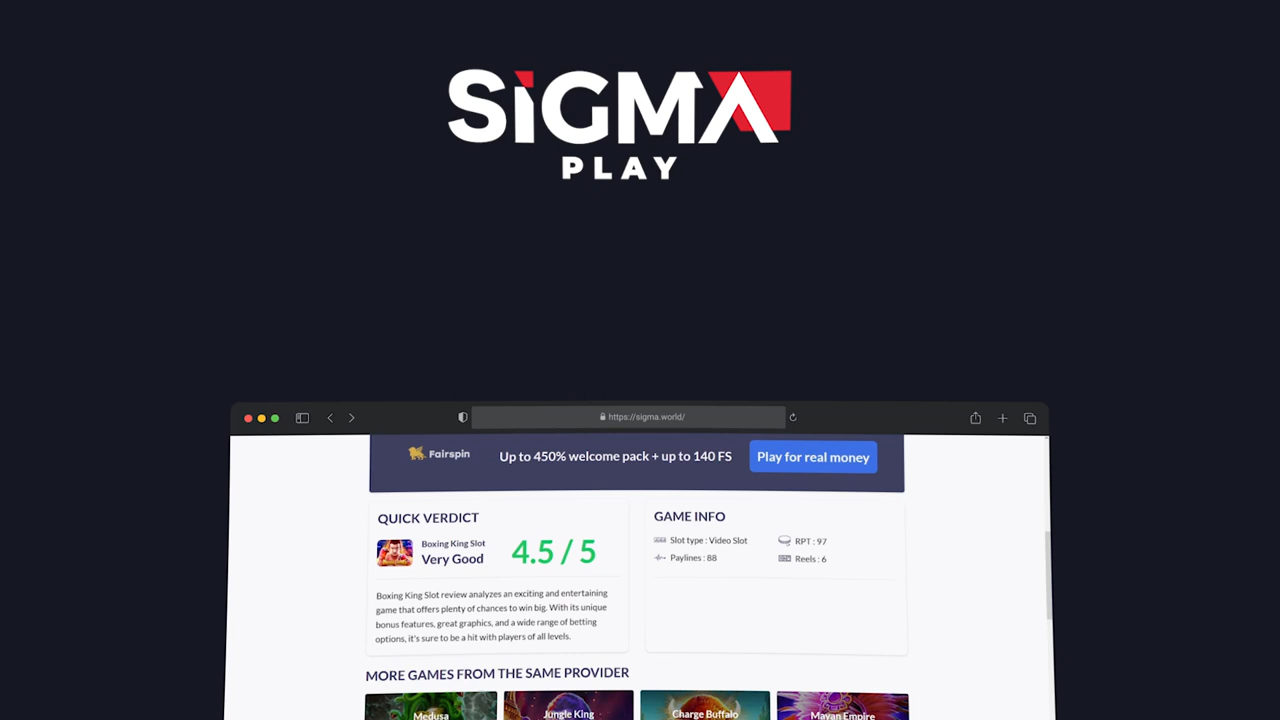 SiGMA
PLAY
https://sigma.world/
Fairspin
Up to 450% welcome pack + up to 140 FS
Play for real money
QUICK VERDICT
Boxing King Slot
Very Good
4.5 / 5
Boxing King Slot review analyzes an exciting and entertaining
game that offers plenty of chances to win big. With its unique
bonus features, great graphics, and a wide range of betting
options, it's sure to be a hit with players of all levels.
GAME INFO
Slot type : Video Slot
RPT : 97
Paylines : 88
Reels : 6
MORE GAMES FROM THE SAME PROVIDER
Medusa
Jungle King
Charge Buffalo
Mayan Empire